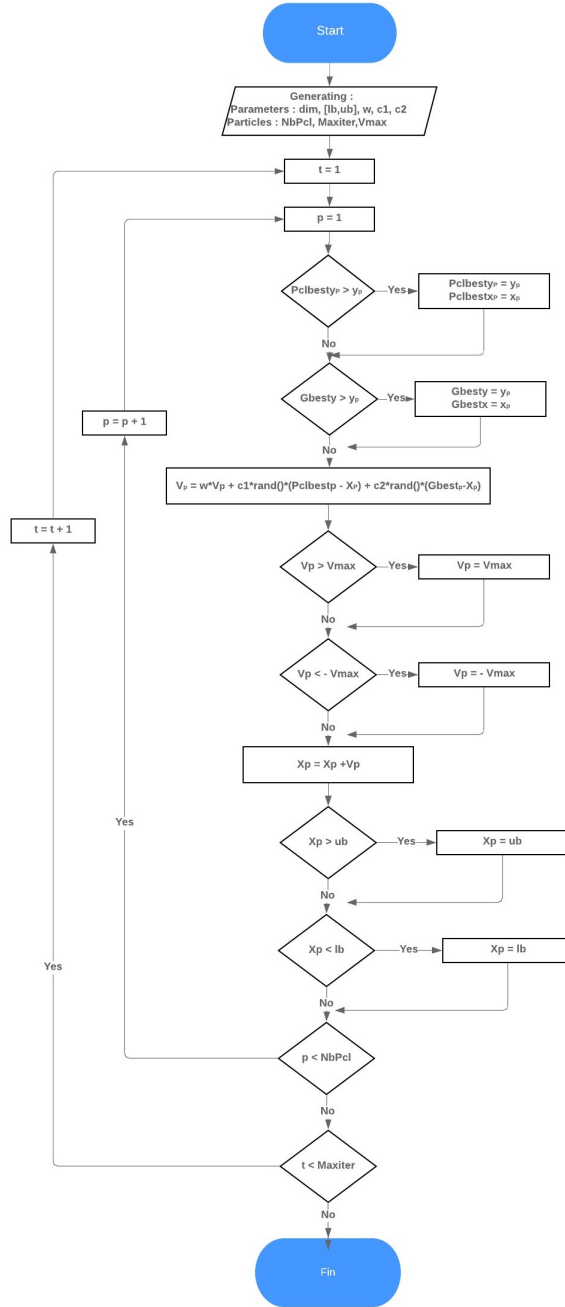 Start
Generating :
Parameters : dim, [lb,ub], w, c1, c2
Particles : NbPcl, Maxiter,Vmax
t = 1
p = 1
Pclbestyₚ > yₚ
Yes
Pclbestyₚ = yₚ
Pclbestxₚ = xₚ
No
Gbesty > yₚ
Yes
Gbesty = yₚ
Gbestx = xₚ
No
p = p + 1
Vₚ = w*Vₚ + c1*rand()*(Pclbestp - Xₚ) + c2*rand()*(Gbestₚ-Xₚ)
t = t + 1
Vp > Vmax
Yes
Vp = Vmax
No
Vp < - Vmax
Yes
Vp = - Vmax
No
Xp = Xp +Vp
Yes
Xp > ub
Yes
Xp = ub
No
Xp < lb
Yes
Xp = lb
Yes
No
p < NbPcl
No
t < Maxiter
No
Fin